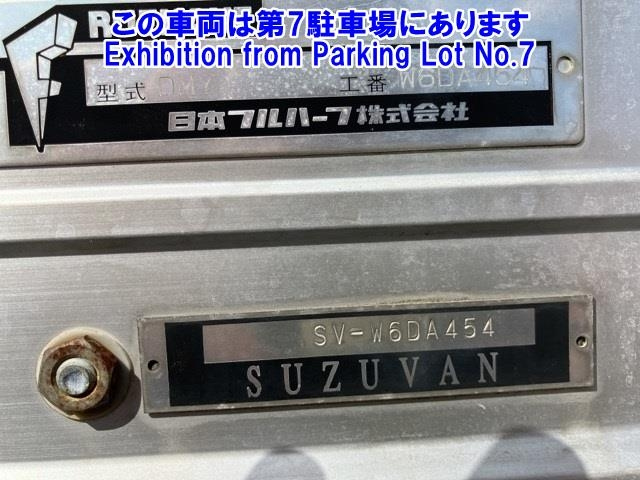 この車両は第7駐車場にあります
Exhibition from Parking Lot No.7
型式 工番 W6DA454
日本フルハーフ株式会社
SV-W6DA454
SUZUVAN